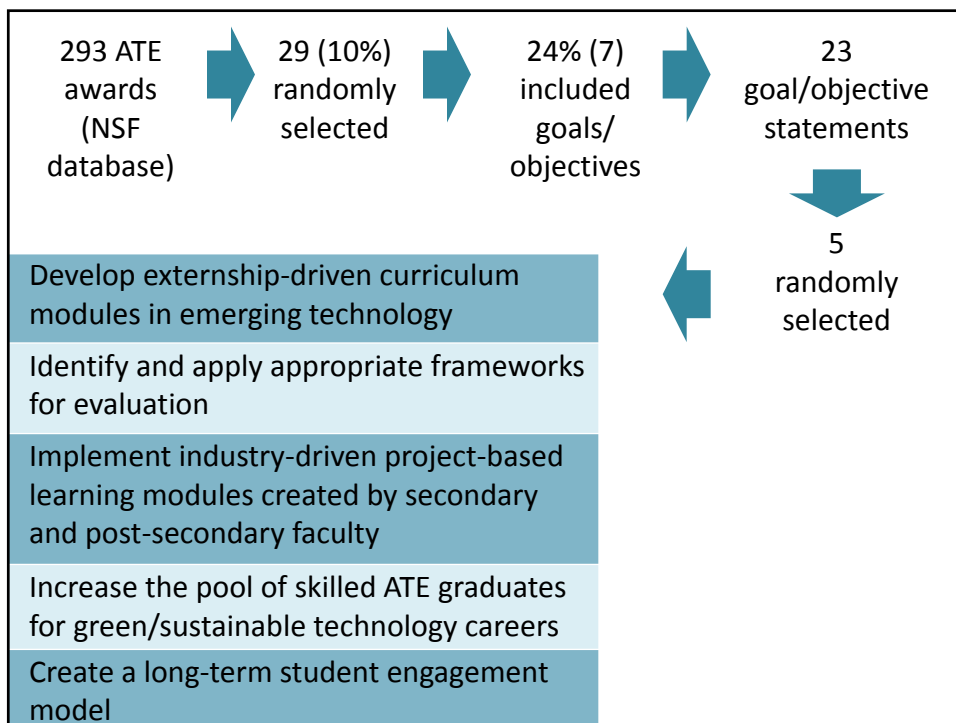 293 ATE
awards
(NSF
database)
29 (10%)
randomly
selected
24% (7)
included
goals/
objectives
23
goal/objective
statements
5
randomly
selected
Develop externship-driven curriculum
modules in emerging technology
Identify and apply appropriate frameworks
for evaluation
Implement industry-driven project-based
learning modules created by secondary
and post-secondary faculty
Increase the pool of skilled ATE graduates
for green/sustainable technology careers
Create a long-term student engagement
model